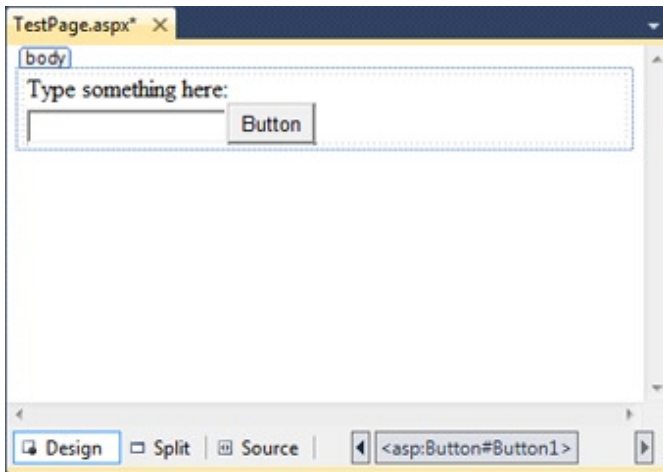 TestPage.aspx*
body
Type something here:
Button
Design Split Source <asp:Button#Button1>